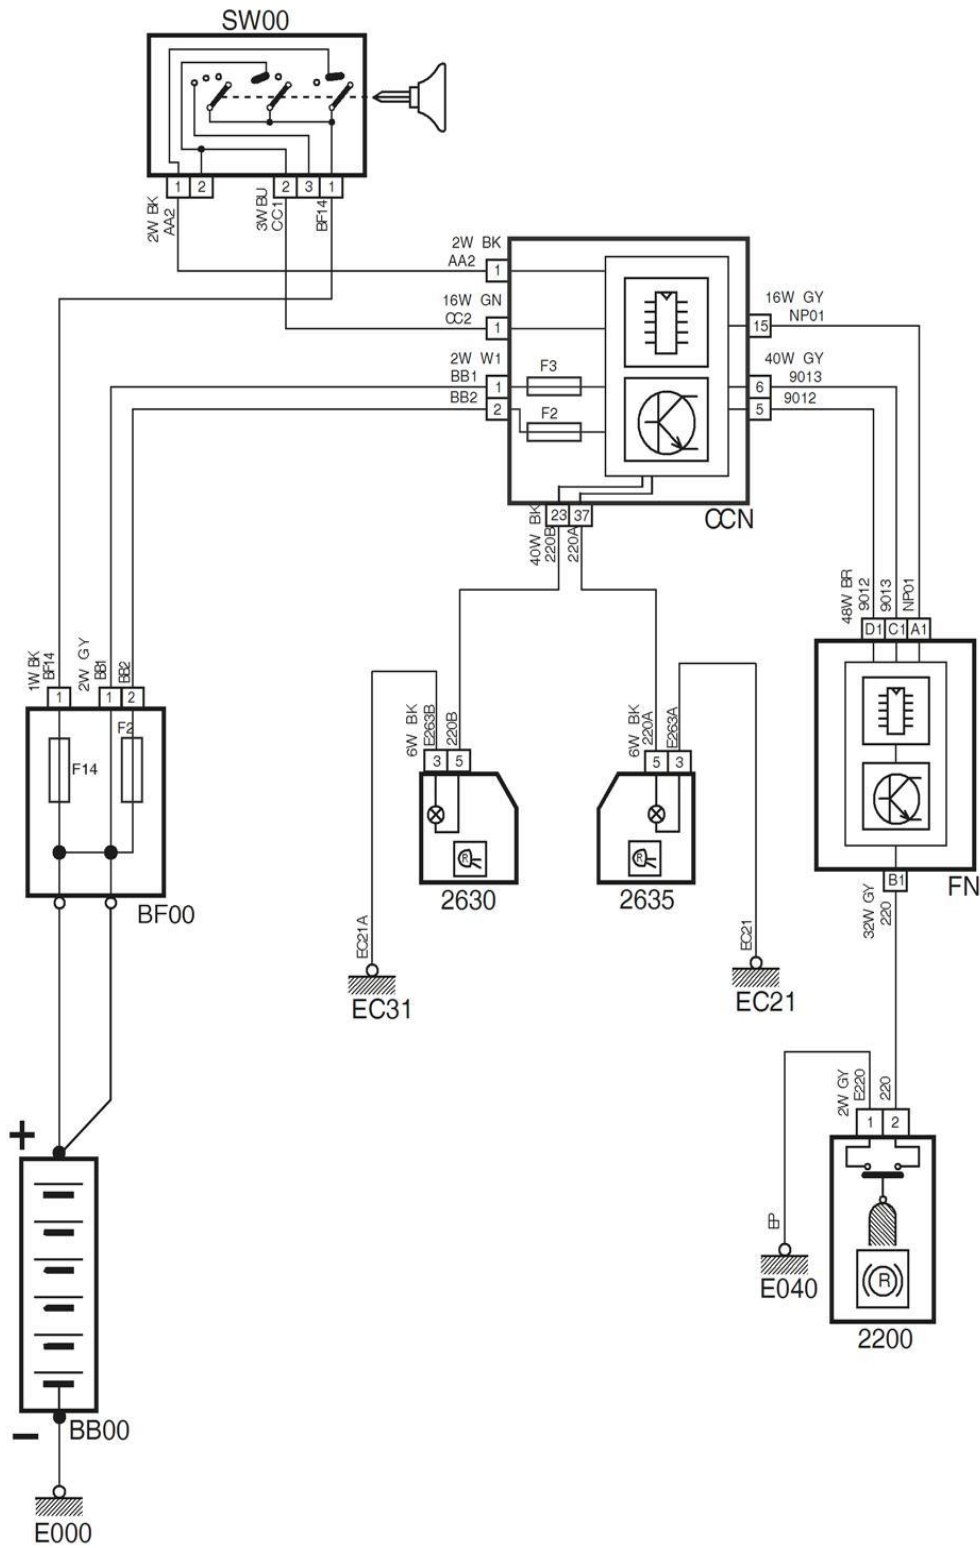 SW00
1 2 2 3 1
2W BK
AA2
3W BU
CC1
BF14
2W BK
AA2
1
16W GN
CC2
1
2W W1
BB1
1
BB2
2
F3
F2
16W GY
15
NP01
40W GY
6
9013
5
9012
23 37
CCN
40W BK
220B
220A
48W BR
9012
9013
NP01
D1 C1 A1
1W BK
BF14
2W GY
BB1
BB2
1 1 2
F14
F2
BF00
6W BK
E263B
220B
3 5
6W BK
220A
E263A
5 3
R
R
2630
2635
B1
FN
32W GY
220
EC21A
EC31
EC21
EC21
2W GY
E220
220
1 2
EP
E040
R
2200
+
-
BB00
E000